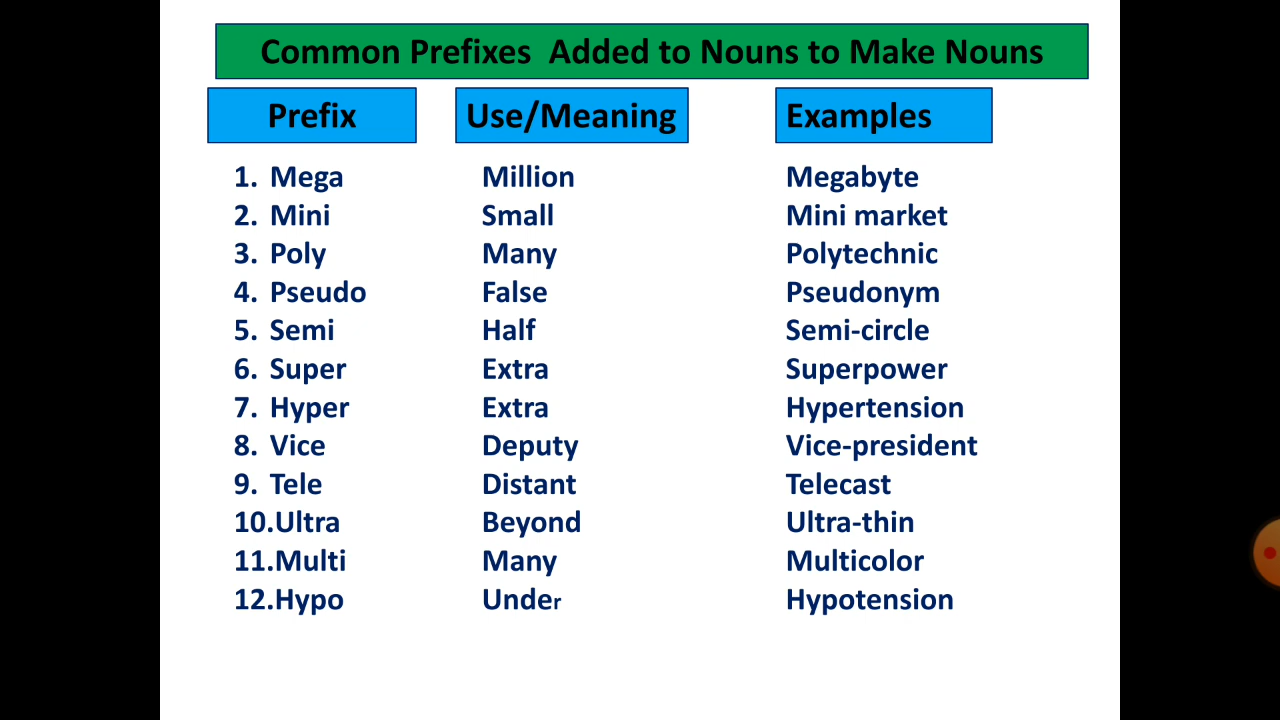 Common Prefixes Added to Nouns to Make Nouns
Prefix Use/Meaning Examples
1. Mega Million Megabyte
2. Mini Small Mini market
3. Poly Many Polytechnic
4. Pseudo False Pseudonym
5. Semi Half Semi-circle
6. Super Extra Superpower
7. Hyper Extra Hypertension
8. Vice Deputy Vice-president
9. Tele Distant Telecast
10.Ultra Beyond Ultra-thin
11.Multi Many Multicolor
12.Hypo Under Hypotension